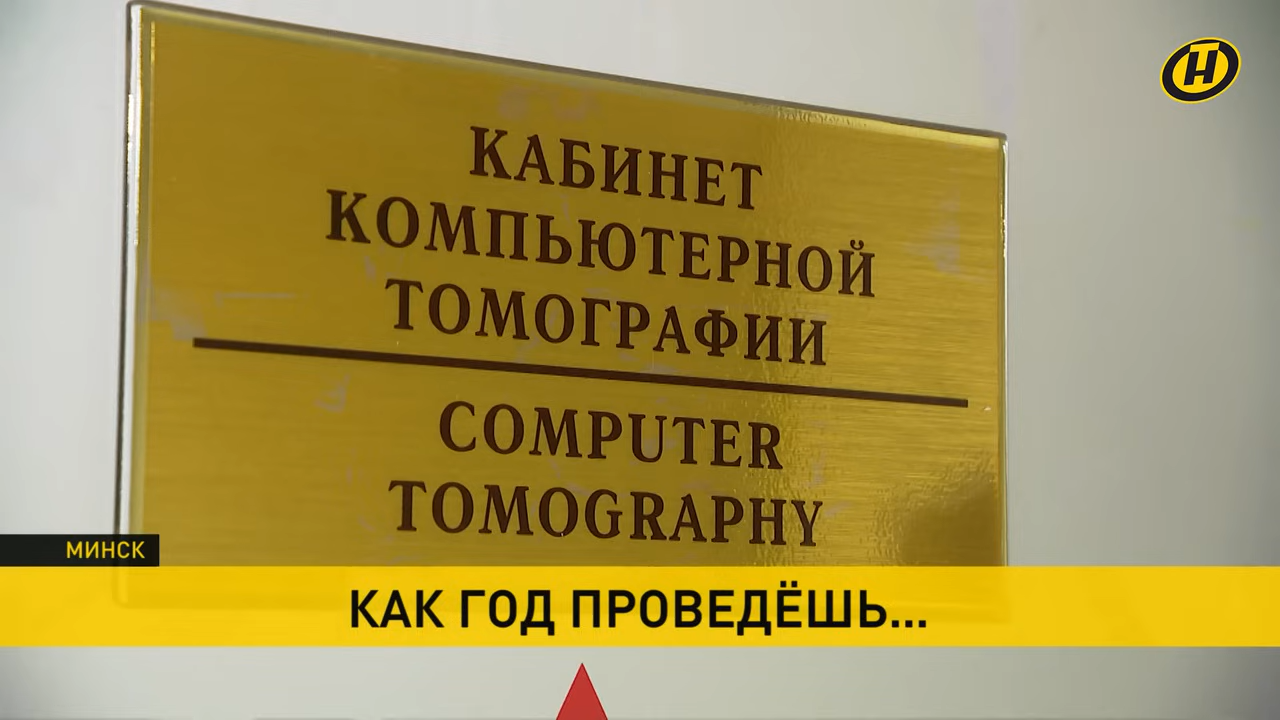 КАБИНЕТ
КОМПЬЮТЕРНОЙ
ТОМОГРАФИИ
COMPUTER
TOMOGRAPHY
МИНСК
КАК ГОД ПРОВЕДЁШЬ...
Н